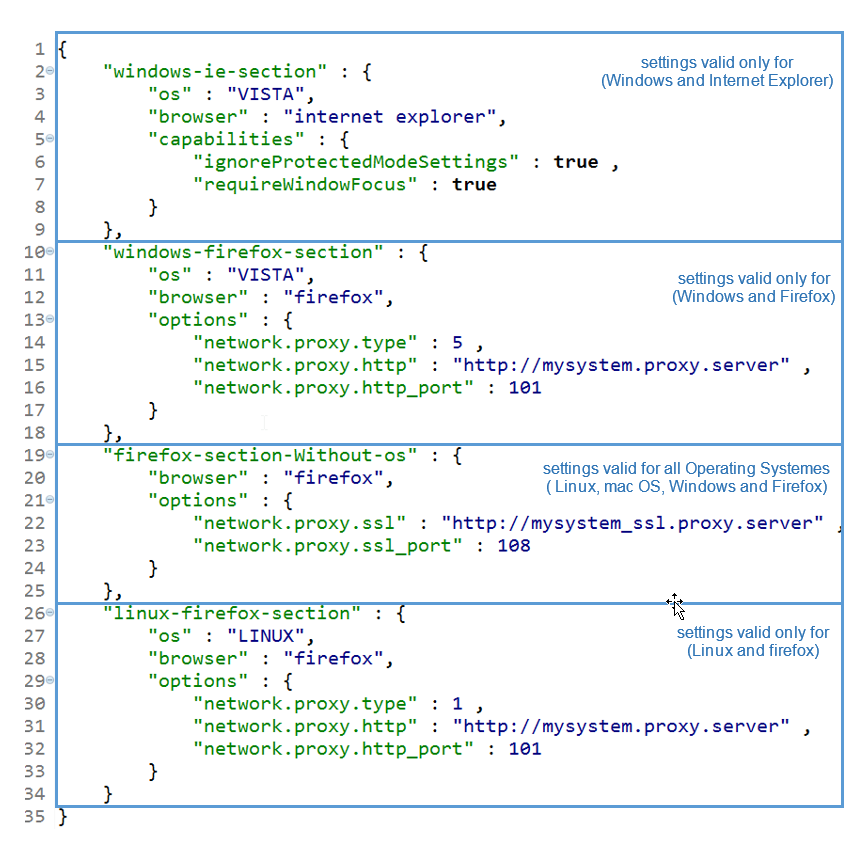 1 {
settings valid only for
2 "windows-ie-section" : {
(Windows and Internet Explorer)
3 "os" : "VISTA",
4 "browser" : "internet explorer",
5 "capabilities" : {
6 "ignoreProtectedModeSettings" : true ,
7 "requireWindowFocus" : true
8 }
9 },
10 "windows-firefox-section" : {
11 "os" : "VISTA",
settings valid only for
12 "browser" : "firefox",
(Windows and Firefox)
13 "options" : {
14 "network.proxy.type" : 5 ,
15 "network.proxy.http" : "http://mysystem.proxy.server" ,
16 "network.proxy.http_port" : 101
17 }
18 },
19 "firefox-section-Without-os" : {
settings valid for all Operating Systemes
20 "browser" : "firefox",
( Linux, mac OS, Windows and Firefox)
21 "options" : {
22 "network.proxy.ssl" : "http://mysystem_ssl.proxy.server" ,
23 "network.proxy.ssl_port" : 108
24 }
25 },
26 "linux-firefox-section" : {
27 "os" : "LINUX",
settings valid only for
28 "browser" : "firefox",
(Linux and firefox)
29 "options" : {
30 "network.proxy.type" : 1 ,
31 "network.proxy.http" : "http://mysystem.proxy.server" ,
32 "network.proxy.http_port" : 101
33 }
34 }
35 }